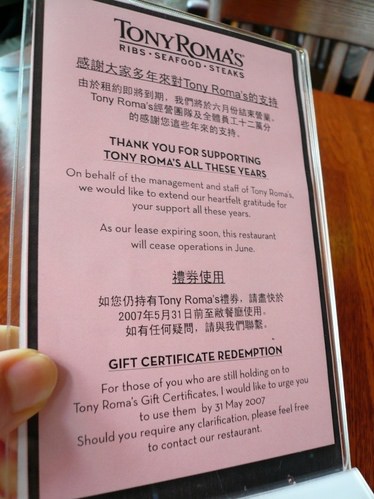 TONY ROMA'S
RIBS • SEAFOOD • STEAKS
感謝大家多年來對Tony Roma's的支持
由於租約即將到期，我們將於六月份結束營業。
Tony Roma's經營團隊及全體員工十二萬分
的感謝您這些年來的支持。
THANK YOU FOR SUPPORTING
TONY ROMA'S ALL THESE YEARS
On behalf of the management and staff of Tony Roma's,
we would like to extend our heartfelt gratitude for
your support all these years.
As our lease expiring soon, this restaurant
will cease operations in June.
禮券使用
如您仍持有Tony Roma's禮券，請盡快於
2007年5月31日前至敝餐廳使用。
如有任何疑問，請與我們聯繫。
GIFT CERTIFICATE REDEMPTION
For those of you who are still holding on to
Tony Roma's Gift Certificates, I would like to urge you
to use them by 31 May 2007
Should you require any clarification, please feel free
to contact our restaurant.